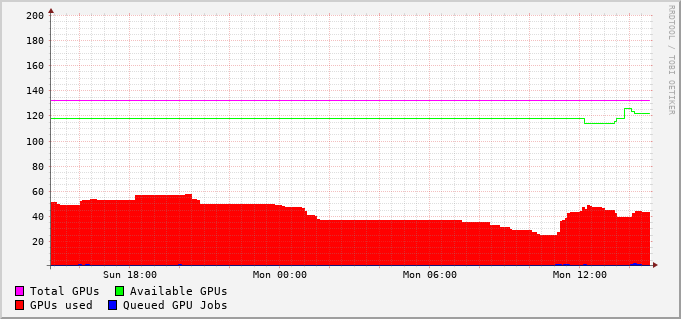 200
180
160
140
120
100
80
60
40
20
Sun 18:00 Mon 00:00 Mon 06:00 Mon 12:00
Total GPUs Available GPUs
GPUs used Queued GPU Jobs
RRDTOOL / TOBI OETIKER